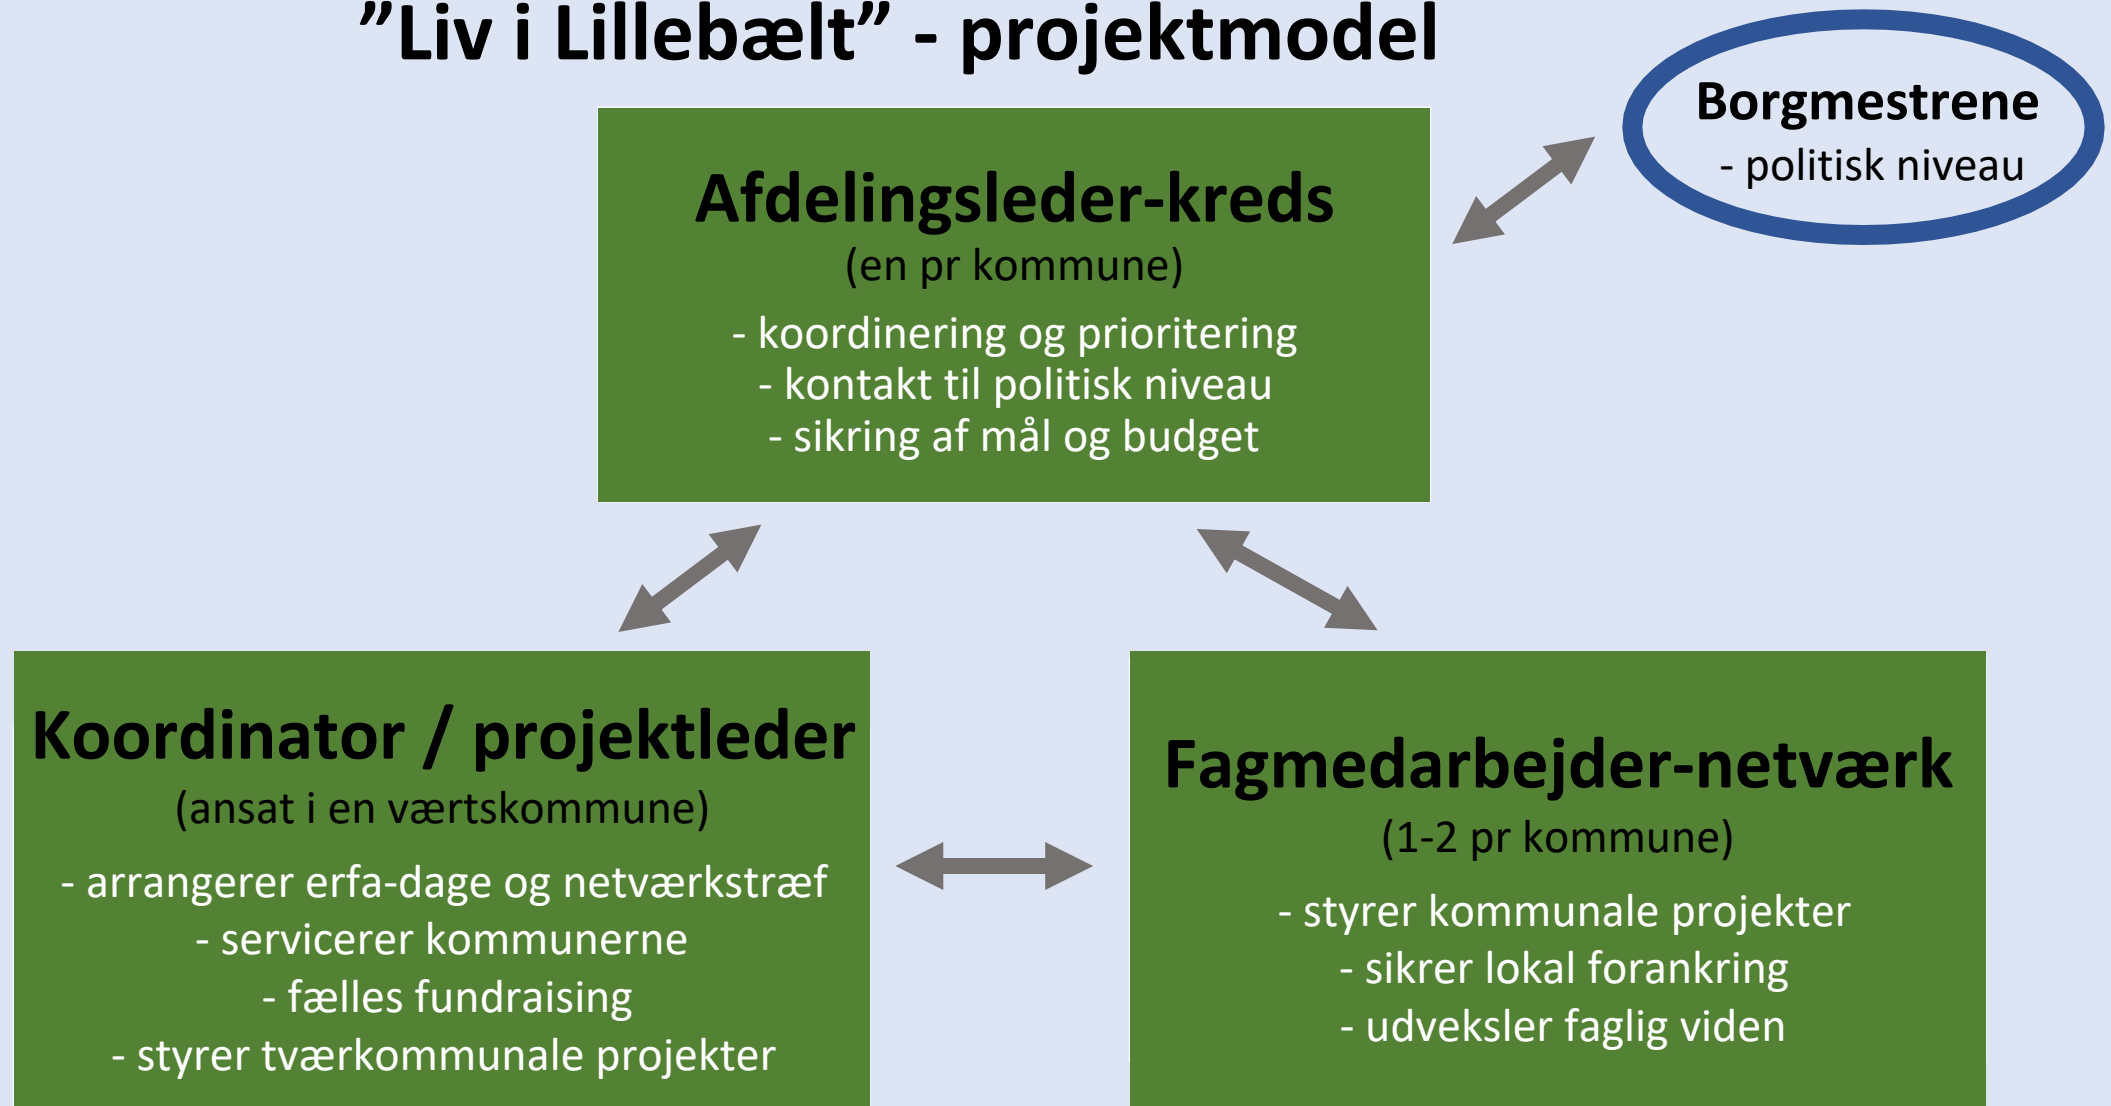 ”Liv i Lillebælt” - projektmodel
Borgmestrene
- politisk niveau
Afdelingsleder-kreds
(en pr kommune)
- koordinering og prioritering
- kontakt til politisk niveau
- sikring af mål og budget
Koordinator / projektleder
(ansat i en værtskommune)
- arrangerer erfa-dage og netværkstræf
- servicerer kommunerne
- fælles fundraising
- styrer tværkommunale projekter
Fagmedarbejder-netværk
(1-2 pr kommune)
- styrer kommunale projekter
- sikrer lokal forankring
- udveksler faglig viden